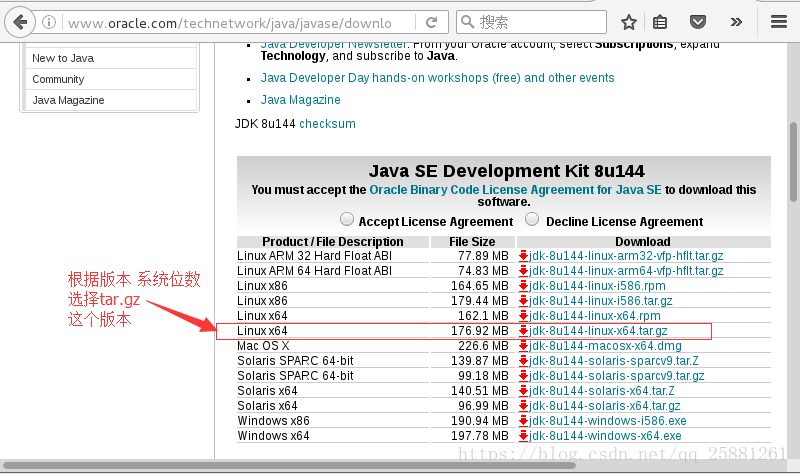 www.oracle.com/technetwork/java/javase/downlo
搜索
New to Java
Community
Java Magazine
Java Developer Newsletter: From your Oracle account, select Subscriptions, expand
Technology, and subscribe to Java.
Java Developer Day hands-on workshops (free) and other events
Java Magazine
JDK 8u144 checksum
Java SE Development Kit 8u144
You must accept the Oracle Binary Code License Agreement for Java SE to download this
software.
Accept License Agreement Decline License Agreement
Product / File Description File Size Download
Linux ARM 32 Hard Float ABI 77.89 MB jdk-8u144-linux-arm32-vfp-hflt.tar.gz
Linux ARM 64 Hard Float ABI 74.83 MB jdk-8u144-linux-arm64-vfp-hflt.tar.gz
Linux x86 164.65 MB jdk-8u144-linux-i586.rpm
Linux x86 179.44 MB jdk-8u144-linux-i586.tar.gz
Linux x64 162.1 MB jdk-8u144-linux-x64.rpm
Linux x64 176.92 MB jdk-8u144-linux-x64.tar.gz
Mac OS X 226.6 MB jdk-8u144-macosx-x64.dmg
Solaris SPARC 64-bit 139.87 MB jdk-8u144-solaris-sparcv9.tar.Z
Solaris SPARC 64-bit 99.18 MB jdk-8u144-solaris-sparcv9.tar.gz
Solaris x64 140.51 MB jdk-8u144-solaris-x64.tar.Z
Solaris x64 96.99 MB jdk-8u144-solaris-x64.tar.gz
Windows x86 190.94 MB jdk-8u144-windows-i586.exe
Windows x64 197.78 MB jdk-8u144-windows-x64.exe
根据版本 系统位数
选择tar.gz
这个版本
https://blog.csdn.net/qq_25881261